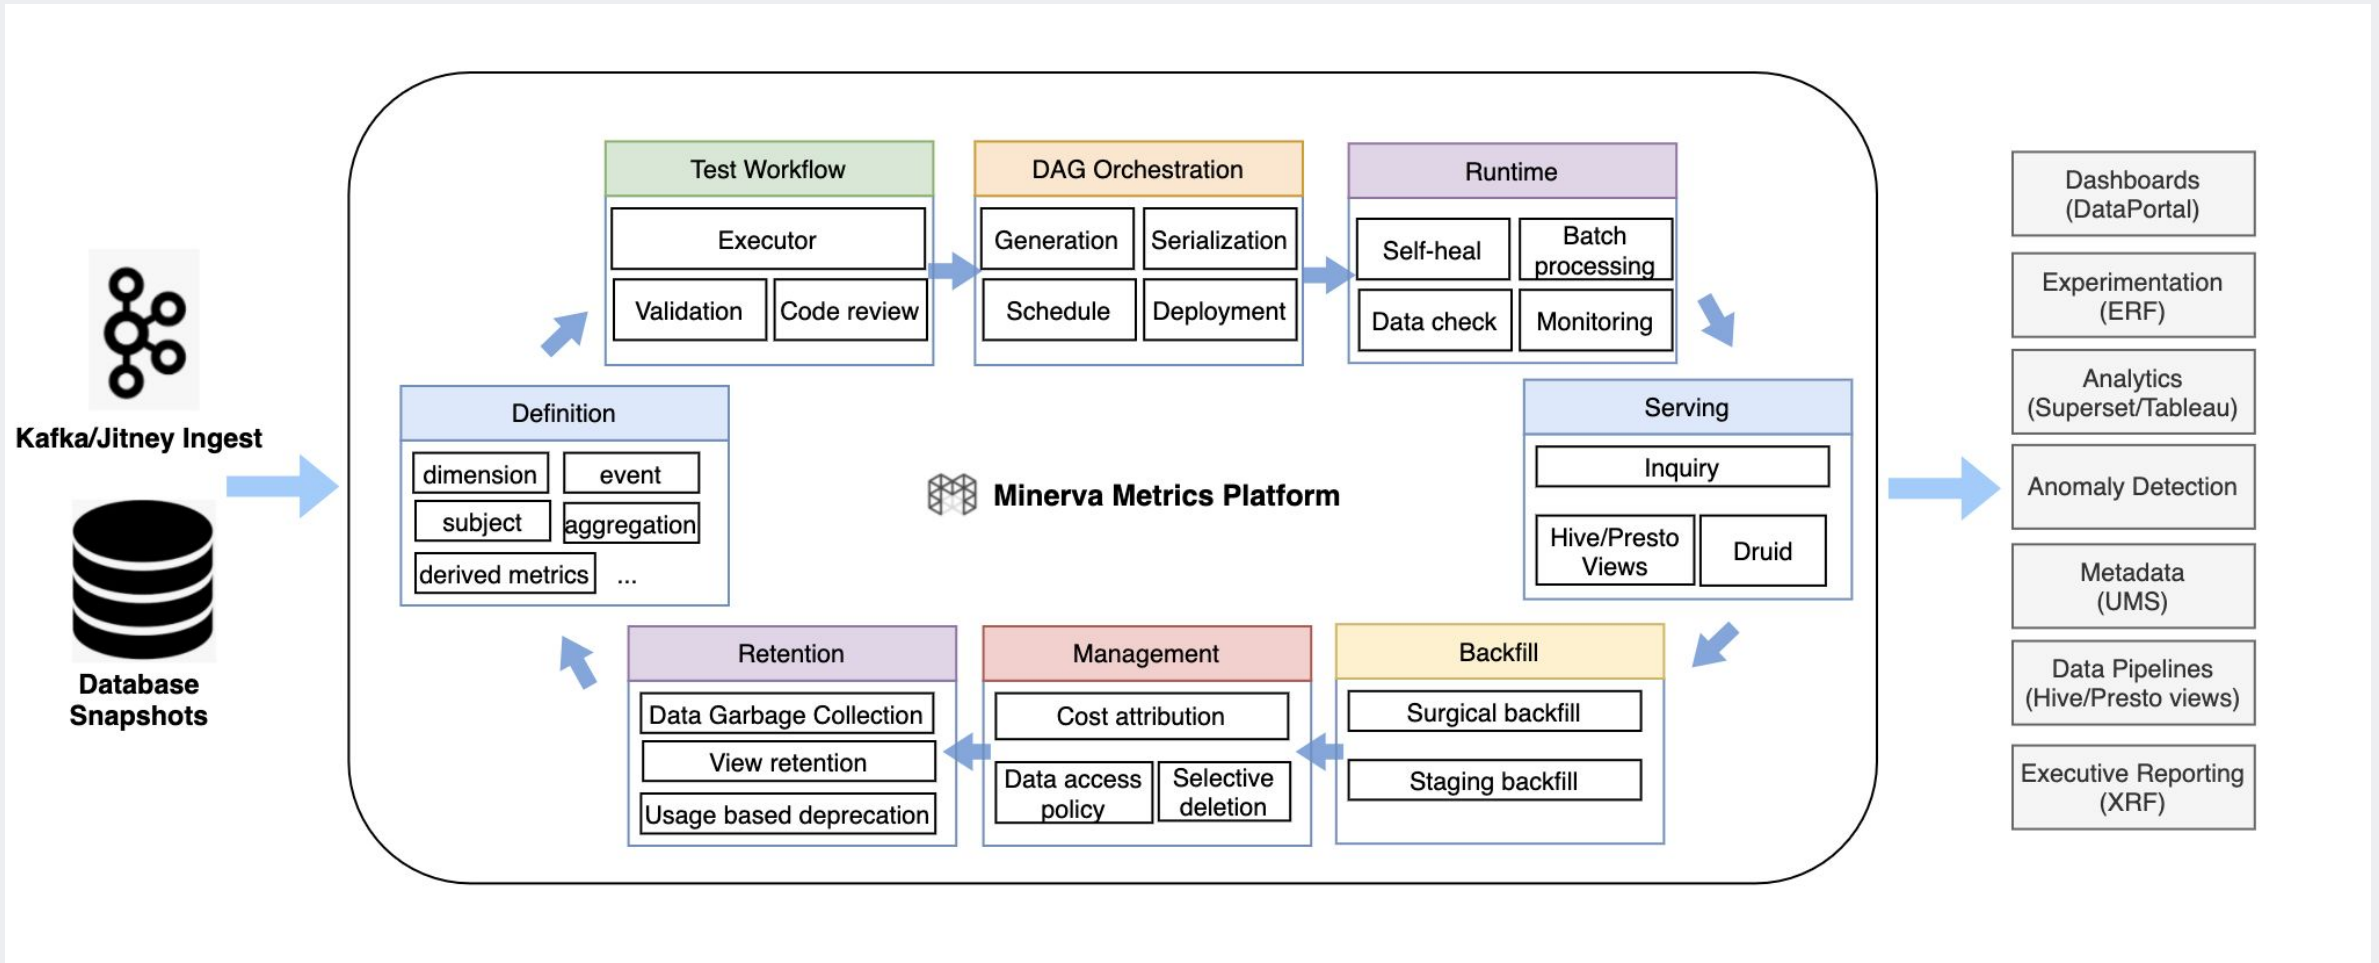 Kafka/Jitney Ingest
Database
Snapshots
Test Workflow
Executor
Validation
Code review
DAG Orchestration
Generation
Serialization
Schedule
Deployment
Runtime
Self-heal
Batch
processing
Data check
Monitoring
Definition
dimension
event
subject
aggregation
derived metrics
...
Minerva Metrics Platform
Serving
Inquiry
Hive/Presto
Views
Druid
Retention
Data Garbage Collection
View retention
Usage based deprecation
Management
Cost attribution
Data access
policy
Selective
deletion
Backfill
Surgical backfill
Staging backfill
Dashboards
(DataPortal)
Experimentation
(ERF)
Analytics
(Superset/Tableau)
Anomaly Detection
Metadata
(UMS)
Data Pipelines
(Hive/Presto views)
Executive Reporting
(XRF)